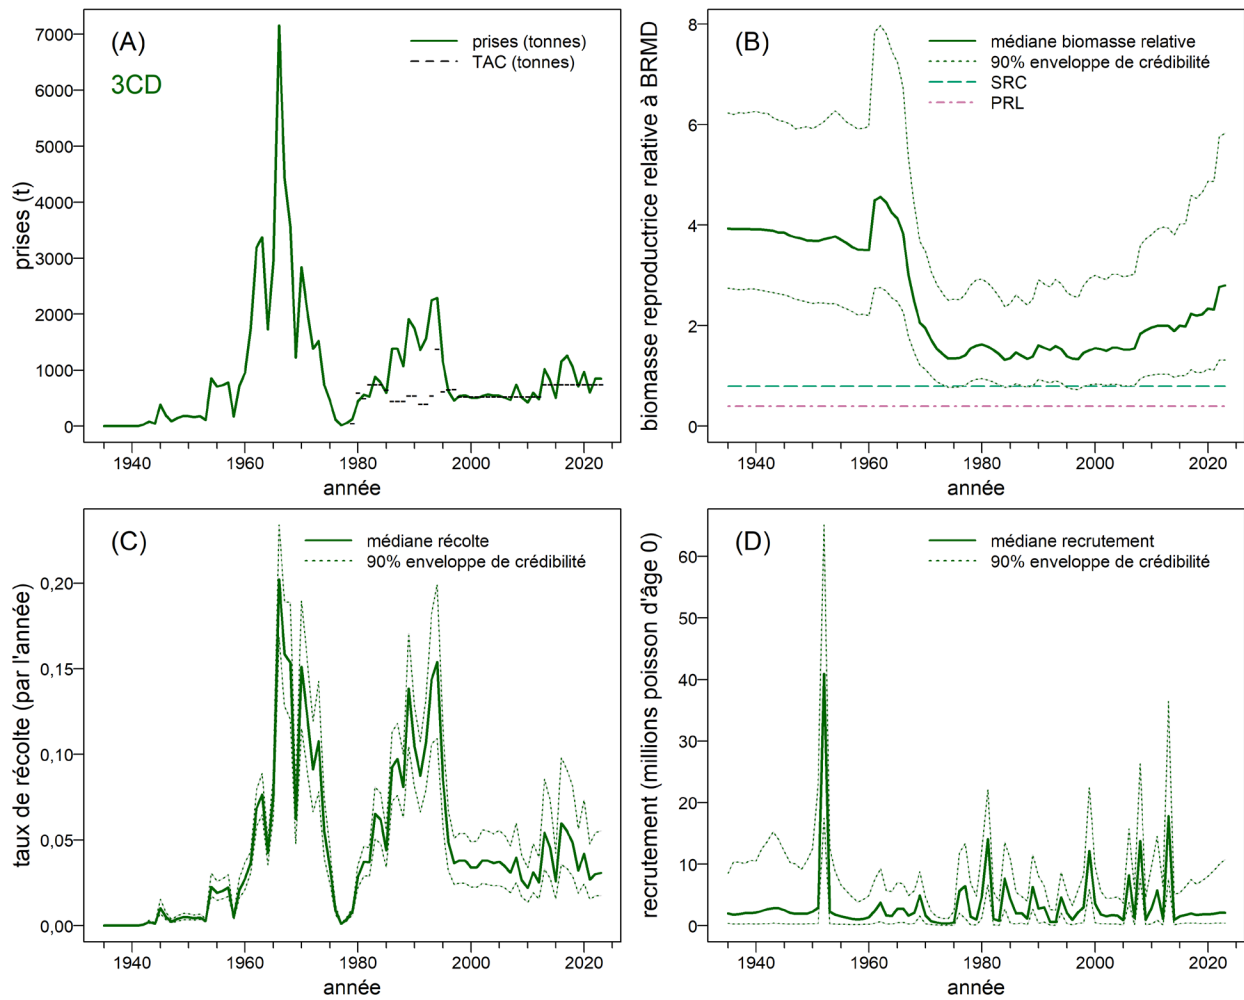 (A)
3CD
prises (tonnes)
TAC (tonnes)
prises (t)
7000
6000
5000
4000
3000
2000
1000
0
1940
1960
1980
2000
2020
année
(B)
médiane biomasse relative
90% enveloppe de crédibilité
SRC
PRL
biomasse reproductrice relative à BRMD
8
6
4
2
0
1940
1960
1980
2000
2020
année
(C)
médiane récolte
90% enveloppe de crédibilité
taux de récolte (par l'année)
0,20
0,15
0,10
0,05
0,00
1940
1960
1980
2000
2020
année
(D)
médiane recrutement
90% enveloppe de crédibilité
recrutement (millions poisson d'âge 0)
60
50
40
30
20
10
0
1940
1960
1980
2000
2020
année